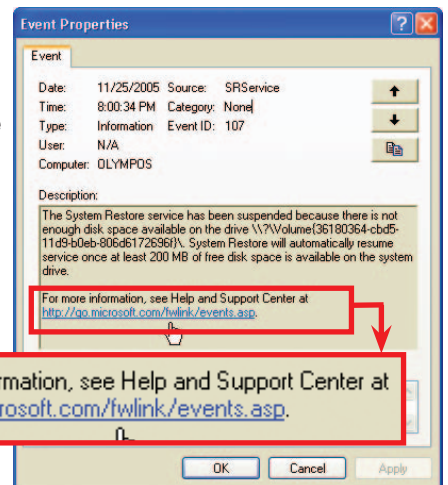 Event Properties
Event
Date: 11/25/2005 Source: SRService
Time: 8:00:34 PM Category: None
Type: Information Event ID: 107
User: N/A
Computer: OLYMPOS
Description:
The System Restore service has been suspended because there is not
enough disk space available on the drive \\?\Volume{36180364-cbd5-
11d9-b0eb-806d6172696f}\. System Restore will automatically resume
service once at least 200 MB of free disk space is available on the system
drive.
For more information, see Help and Support Center at
http://go.microsoft.com/fwlink/events.asp.
rmation, see Help and Support Center at
rosoft.com/fwlink/events.asp.
OK Cancel Apply